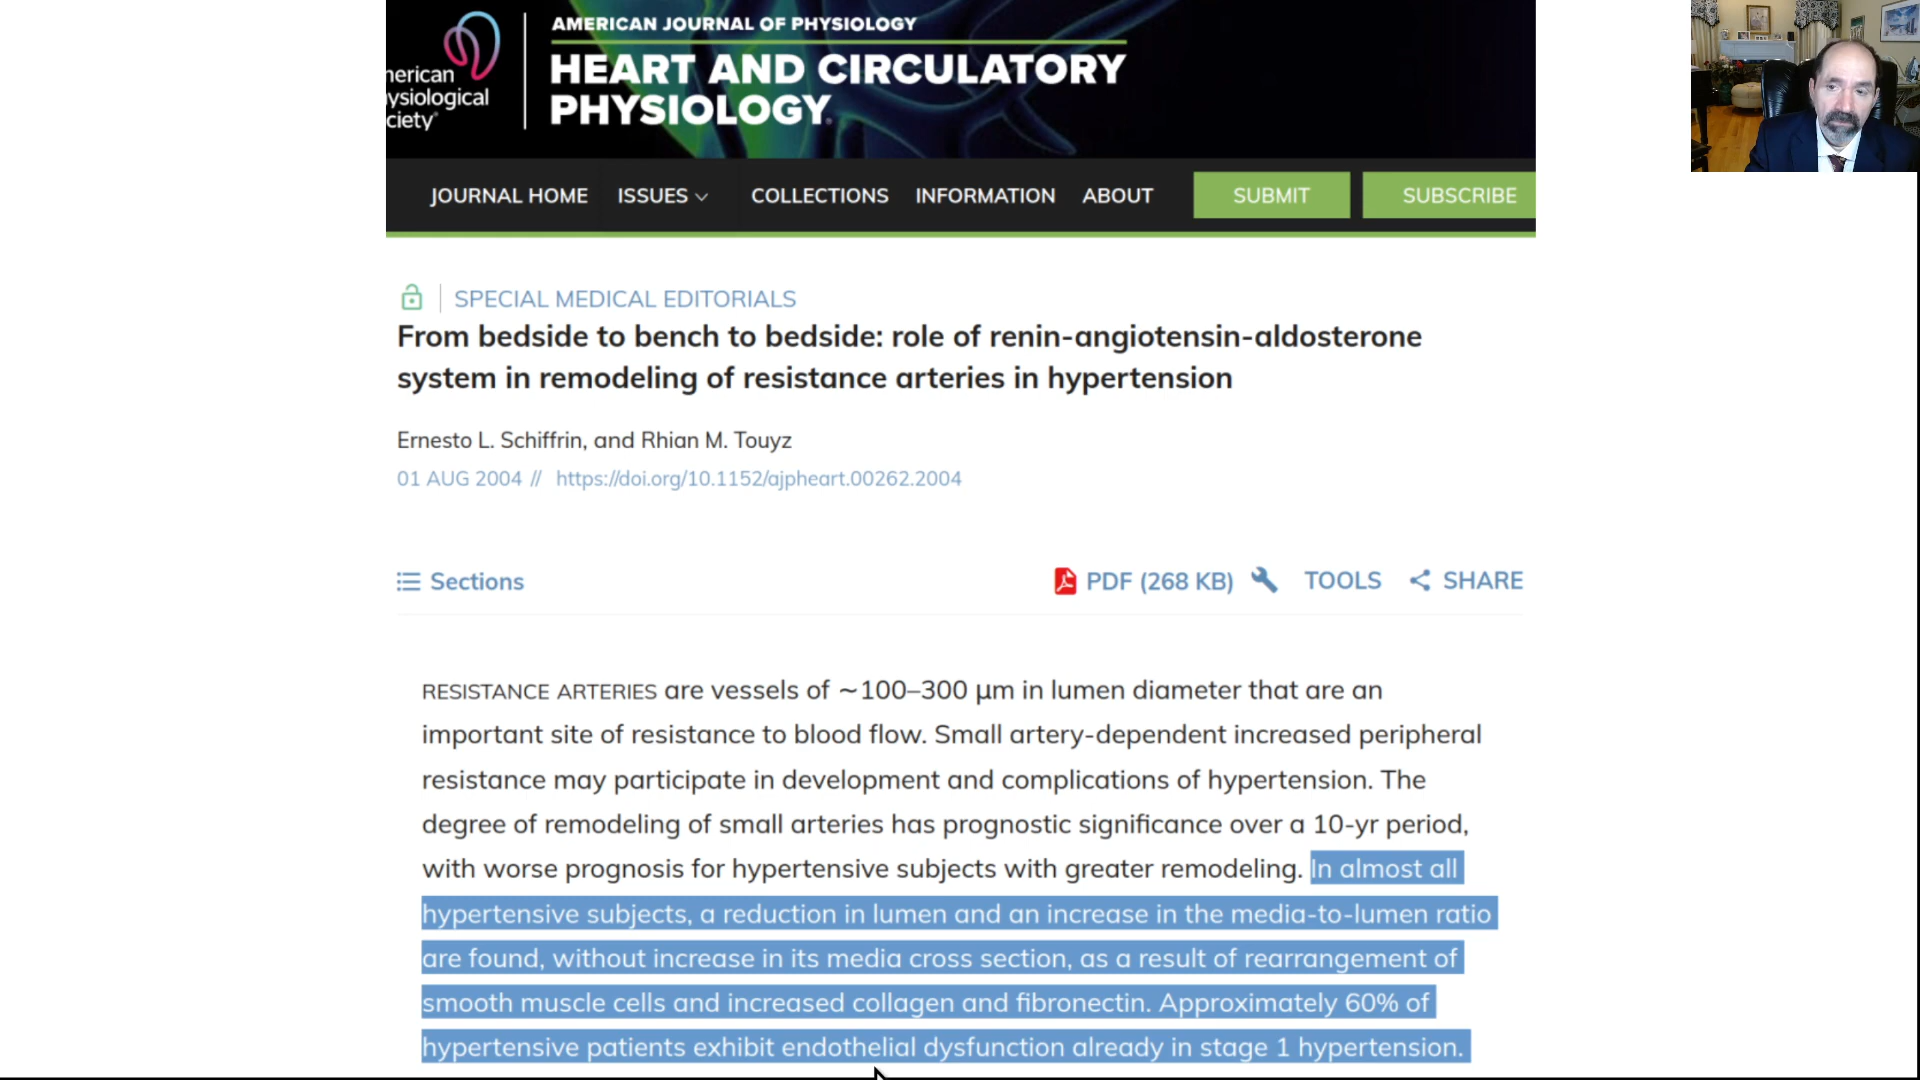 AMERICAN JOURNAL OF PHYSIOLOGY
HEART AND CIRCULATORY
PHYSIOLOGY®
nerican
ysiological
ciety®
JOURNAL HOME ISSUES COLLECTIONS INFORMATION ABOUT SUBMIT SUBSCRIBE
SPECIAL MEDICAL EDITORIALS
From bedside to bench to bedside: role of renin-angiotensin-aldosterone
system in remodeling of resistance arteries in hypertension
Ernesto L. Schiffrin, and Rhian M. Touyz
01 AUG 2004 // https://doi.org/10.1152/ajpheart.00262.2004
Sections PDF (268 KB) TOOLS SHARE
RESISTANCE ARTERIES are vessels of ∼100–300 μm in lumen diameter that are an
important site of resistance to blood flow. Small artery-dependent increased peripheral
resistance may participate in development and complications of hypertension. The
degree of remodeling of small arteries has prognostic significance over a 10-yr period,
with worse prognosis for hypertensive subjects with greater remodeling. In almost all
hypertensive subjects, a reduction in lumen and an increase in the media-to-lumen ratio
are found, without increase in its media cross section, as a result of rearrangement of
smooth muscle cells and increased collagen and fibronectin. Approximately 60% of
hypertensive patients exhibit endothelial dysfunction already in stage 1 hypertension.